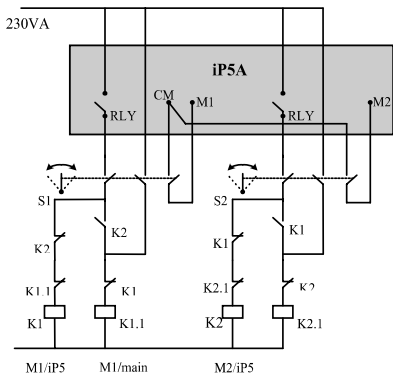 230VA
iP5A
CM M1 M2
RLY RLY
S1 S2
K2 K1
K2 K1
K1.1 K1 K2.1 K2
K1 K1.1 K2 K2.1
M1/iP5 M1/main M2/iP5